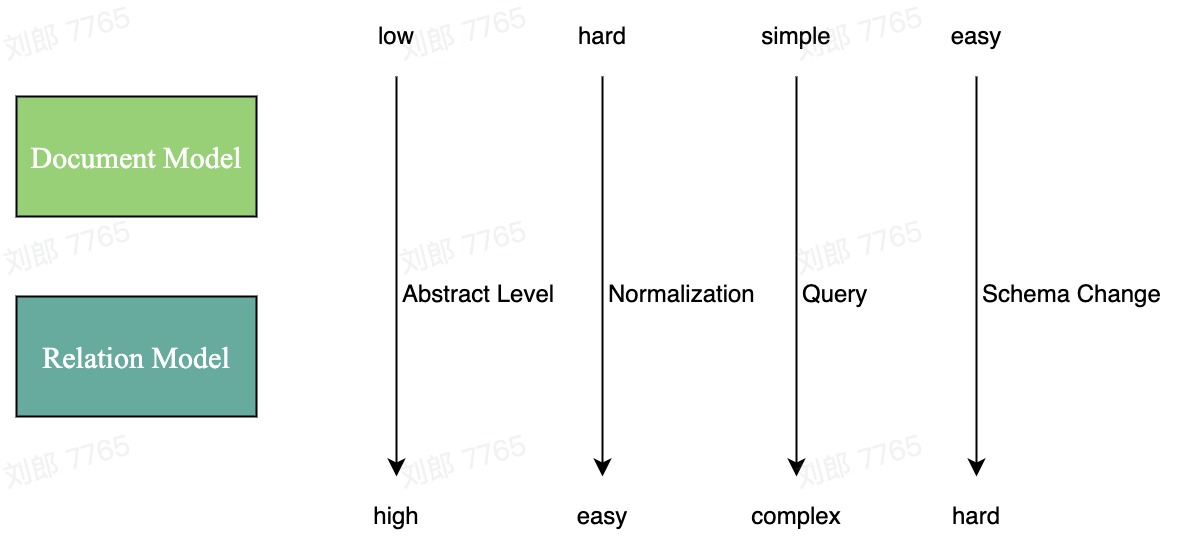 刘郎 7765
刘郎 7765
刘郎 7765
low
hard
simple
easy
Document Model
刘郎 7765
刘郎 7765
刘郎 7765
Abstract Level
Normalization
Query
Schema Change
Relation Model
刘郎 7765
刘郎 7765
刘郎 7765
high
easy
complex
hard